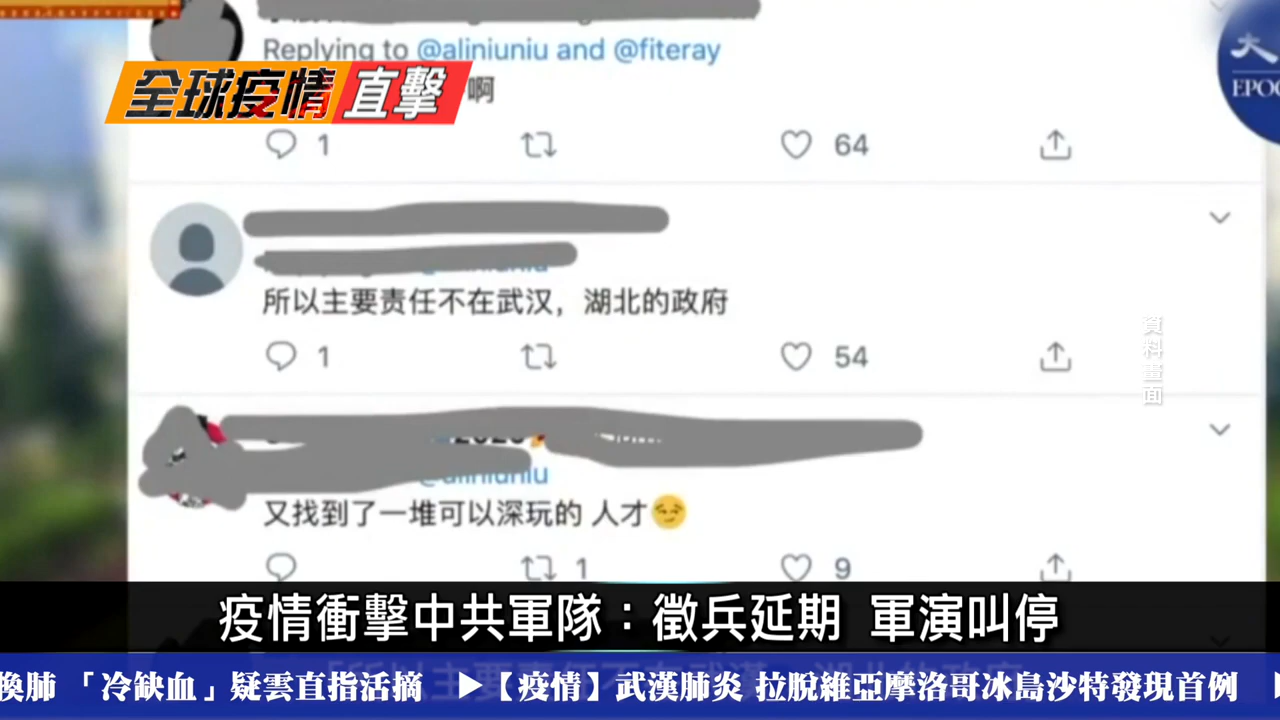 Replying to @aliniuniu and @fiteray
全球疫情 直擊
啊
大
EPOC
1
64
所以主要责任不在武汉，湖北的政府
1
54
資料畫面
@aliniuniu
又找到了一堆可以深玩的 人才😏
1
9
疫情衝擊中共軍隊：徵兵延期 軍演叫停
換肺 「冷缺血」疑雲直指活摘 ▶【疫情】武漢肺炎 拉脫維亞摩洛哥冰島沙特發現首例